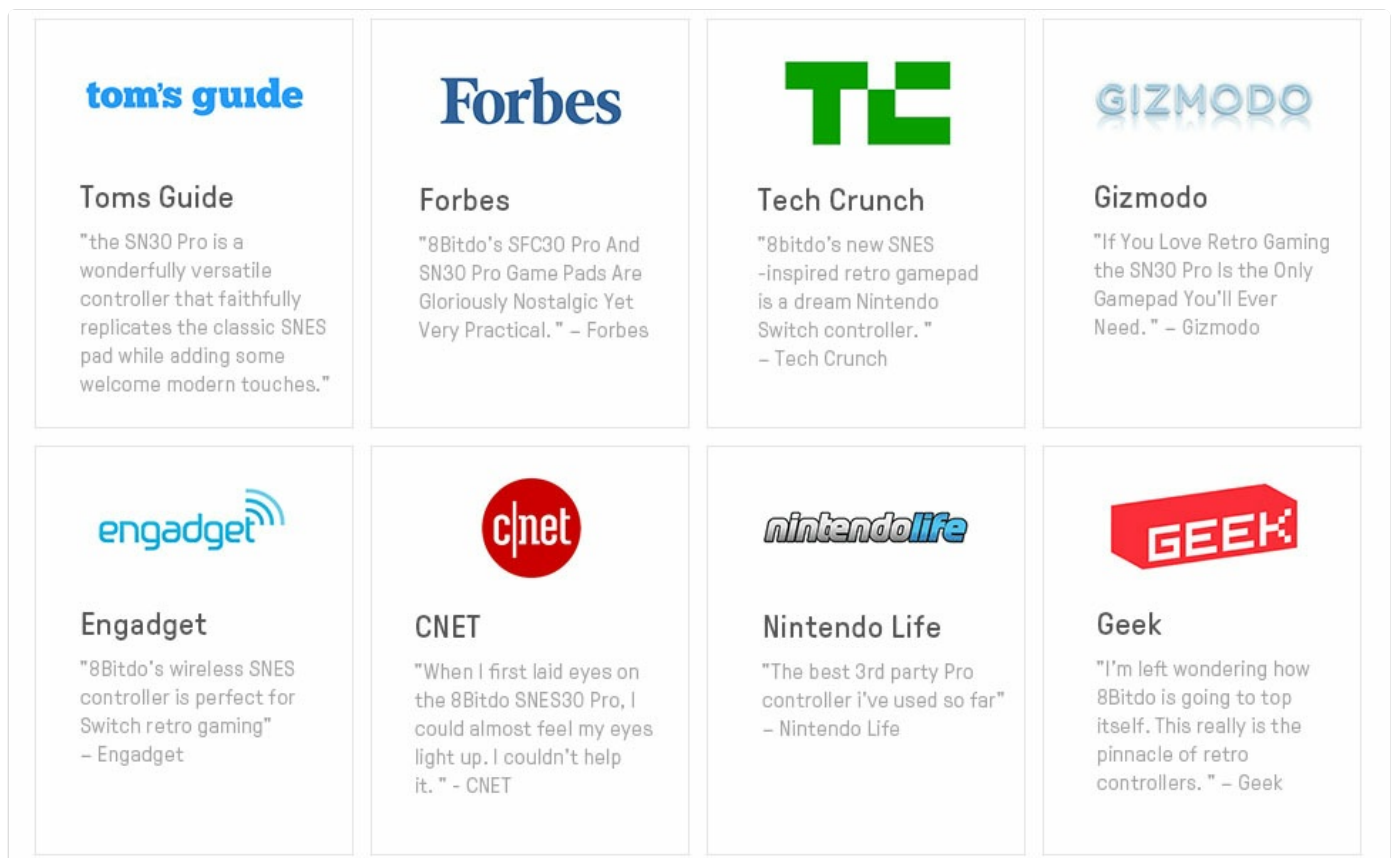 tom's guide
Toms Guide
"the SN30 Pro is a
wonderfully versatile
controller that faithfully
replicates the classic SNES
pad while adding some
welcome modern touches."
Forbes
Forbes
"8Bitdo's SFC30 Pro And
SN30 Pro Game Pads Are
Gloriously Nostalgic Yet
Very Practical. " – Forbes
TC
Tech Crunch
"8bitdo's new SNES
-inspired retro gamepad
is a dream Nintendo
Switch controller. "
– Tech Crunch
GIZMODO
Gizmodo
"If You Love Retro Gaming
the SN30 Pro Is the Only
Gamepad You'll Ever
Need. " – Gizmodo
engadget
Engadget
"8Bitdo's wireless SNES
controller is perfect for
Switch retro gaming"
– Engadget
c|net
CNET
"When I first laid eyes on
the 8Bitdo SNES30 Pro, I
could almost feel my eyes
light up. I couldn't help
it. " - CNET
nintendolife
Nintendo Life
"The best 3rd party Pro
controller i've used so far"
– Nintendo Life
GEEK
Geek
"I'm left wondering how
8Bitdo is going to top
itself. This really is the
pinnacle of retro
controllers. " – Geek